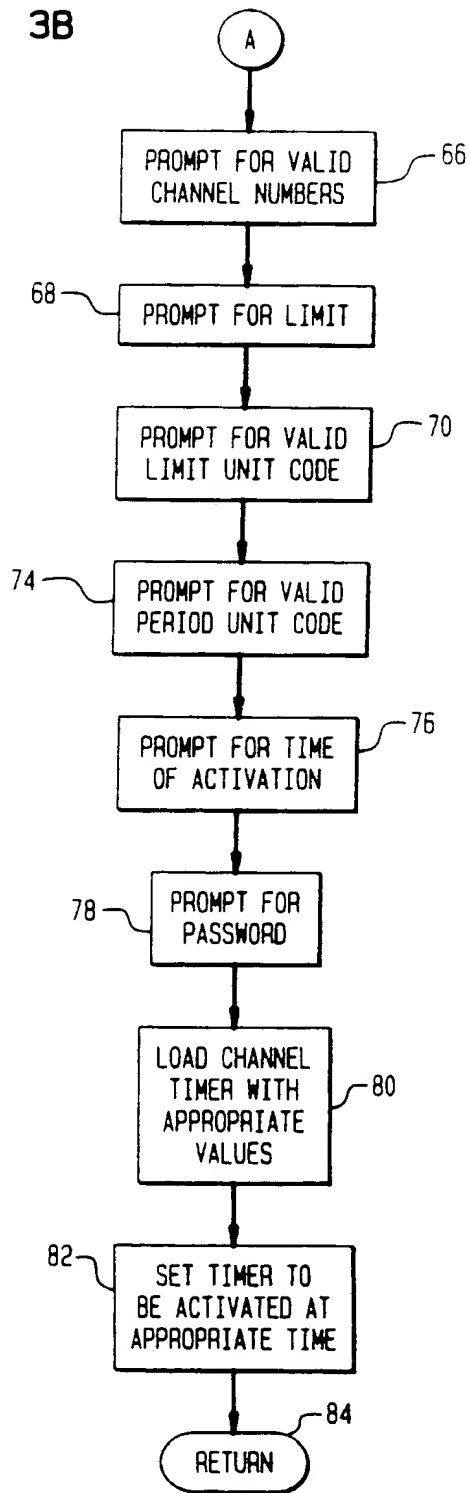 3B
A
PROMPT FOR VALID
CHANNEL NUMBERS
66
68
PROMPT FOR LIMIT
PROMPT FOR VALID
LIMIT UNIT CODE
70
74
PROMPT FOR VALID
PERIOD UNIT CODE
PROMPT FOR TIME
OF ACTIVATION
76
78
PROMPT FOR
PASSWORD
LOAD CHANNEL
TIMER WITH
APPROPRIATE
VALUES
80
82
SET TIMER TO
BE ACTIVATED AT
APPROPRIATE TIME
84
RETURN